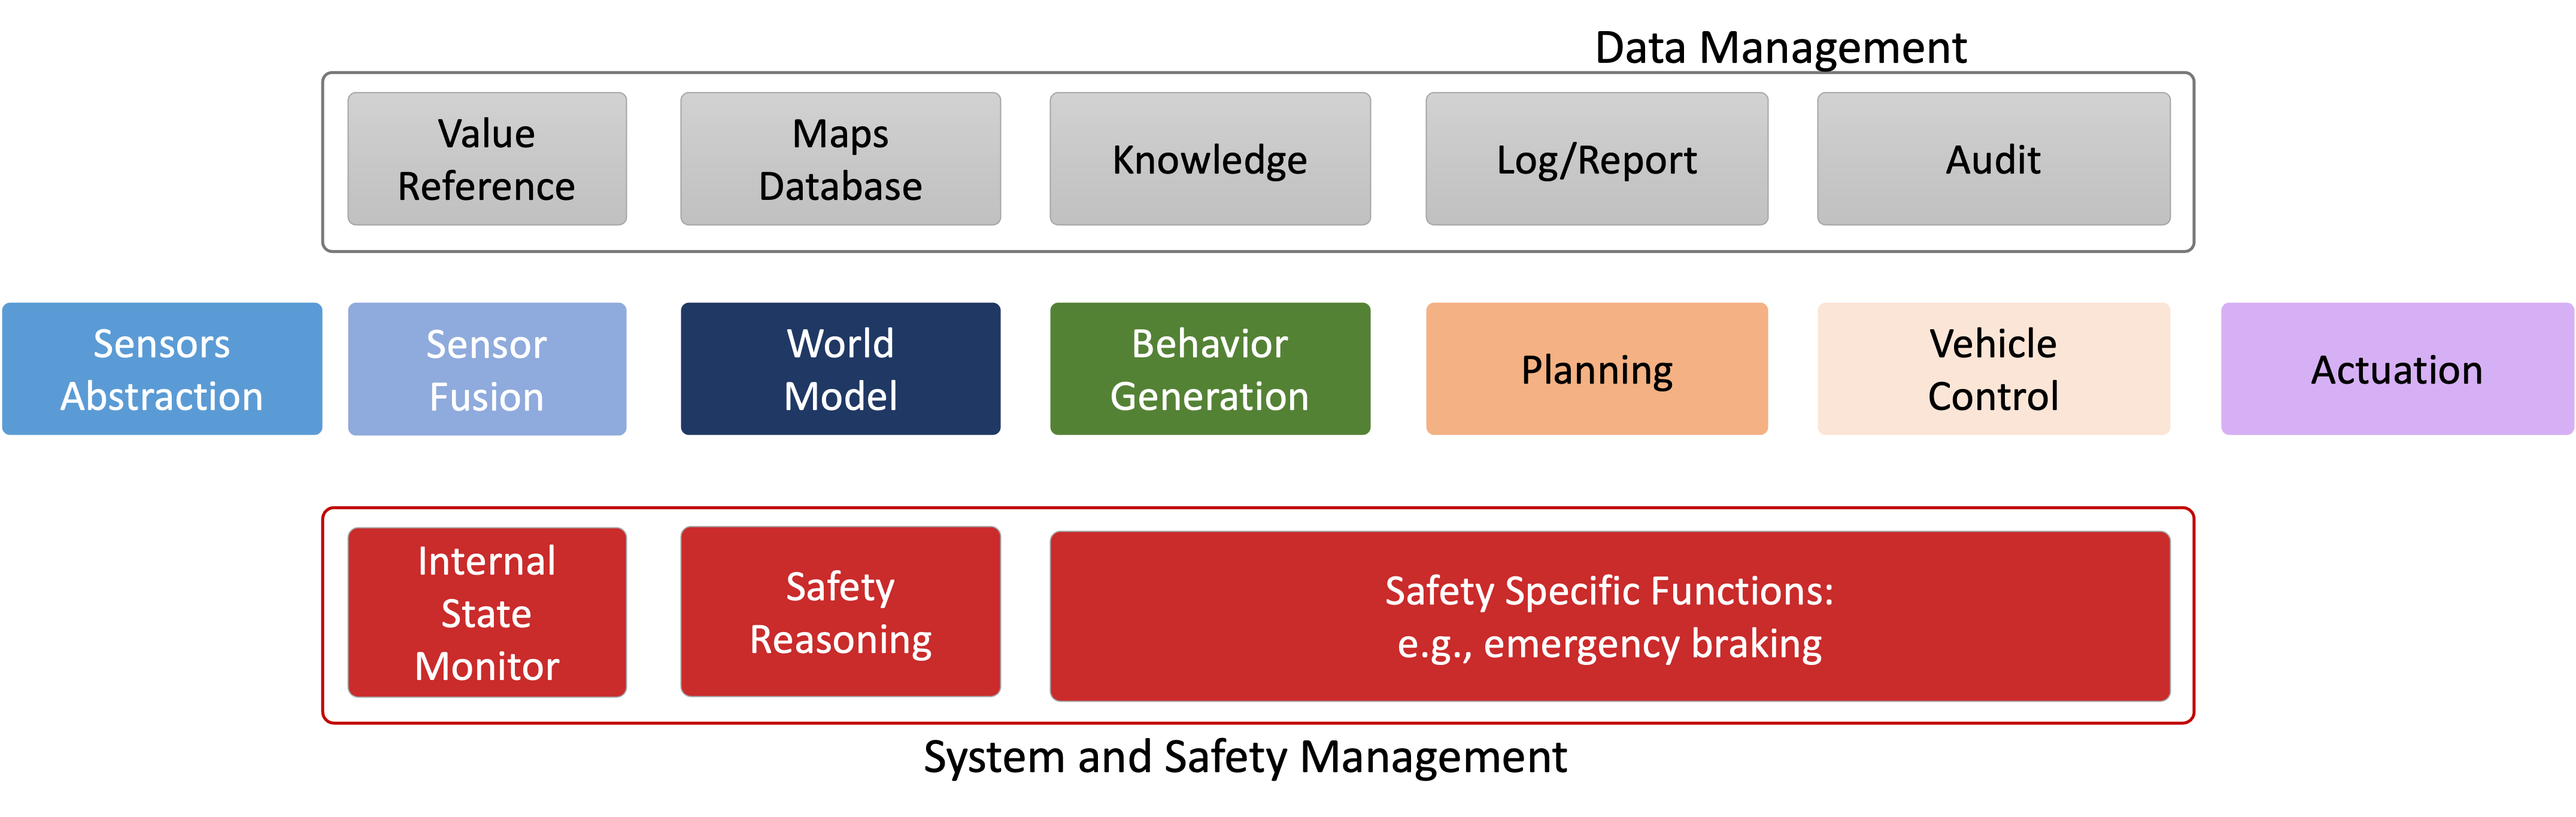 Data Management
Value
Reference
Maps
Database
Knowledge
Log/Report
Audit
Sensors
Abstraction
Sensor
Fusion
World
Model
Behavior
Generation
Planning
Vehicle
Control
Actuation
Internal
State
Monitor
Safety
Reasoning
Safety Specific Functions:
e.g., emergency braking
System and Safety Management